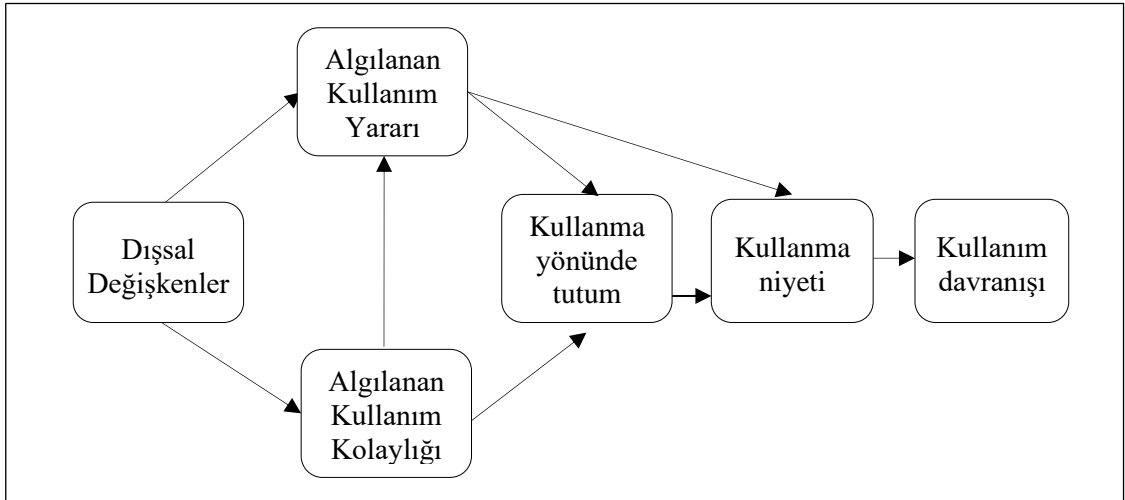 Algılanan
Kullanım
Yararı
Dışsal
Değişkenler
Kullanma
yönünde
tutum
Kullanma
niyeti
Kullanım
davranışı
Algılanan
Kullanım
Kolaylığı